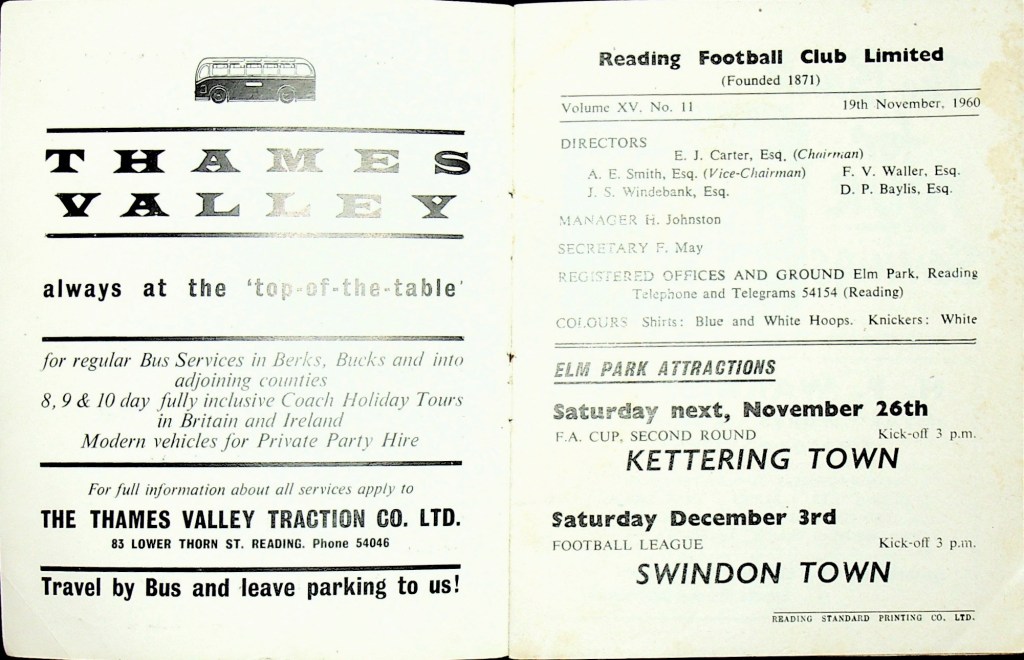 THAMES
VALLEY
always at the 'top-of-the-table'
for regular Bus Services in Berks, Bucks and into
adjoining counties
8, 9 & 10 day fully inclusive Coach Holiday Tours
in Britain and Ireland
Modern vehicles for Private Party Hire
For full information about all services apply to
THE THAMES VALLEY TRACTION CO. LTD.
83 LOWER THORN ST. READING. Phone 54046
Travel by Bus and leave parking to us!
Reading Football Club Limited
(Founded 1871)
Volume XV. No. 11 19th November, 1960
DIRECTORS
E. J. Carter, Esq. (Chairman)
A. E. Smith, Esq. (Vice-Chairman) F. V. Waller, Esq.
J. S. Windebank, Esq. D. P. Baylis, Esq.
MANAGER H. Johnston
SECRETARY F. May
REGISTERED OFFICES AND GROUND Elm Park, Reading
Telephone and Telegrams 54154 (Reading)
COLOURS Shirts: Blue and White Hoops. Knickers: White
ELM PARK ATTRACTIONS
Saturday next, November 26th
F.A. CUP, SECOND ROUND Kick-off 3 p.m.
KETTERING TOWN
Saturday December 3rd
FOOTBALL LEAGUE Kick-off 3 p.m.
SWINDON TOWN
READING STANDARD PRINTING CO. LTD.